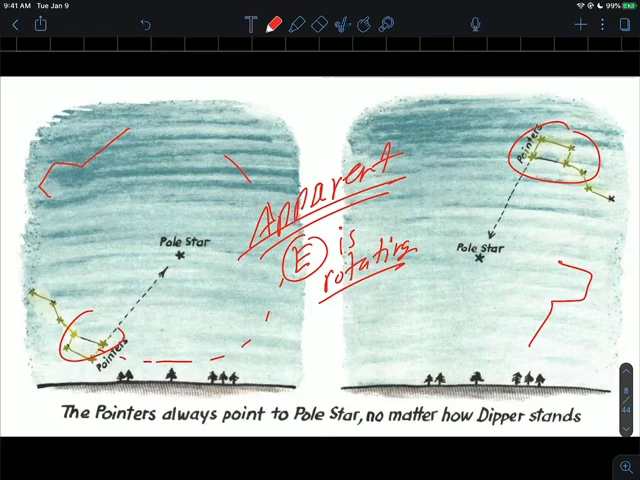 9:41 AM Tue Jan 9
99%
Pointers
Pole Star
Pointers
Pole Star
Apparent
E is
rotating
The Pointers always point to Pole Star, no matter how Dipper stands
8
/
44